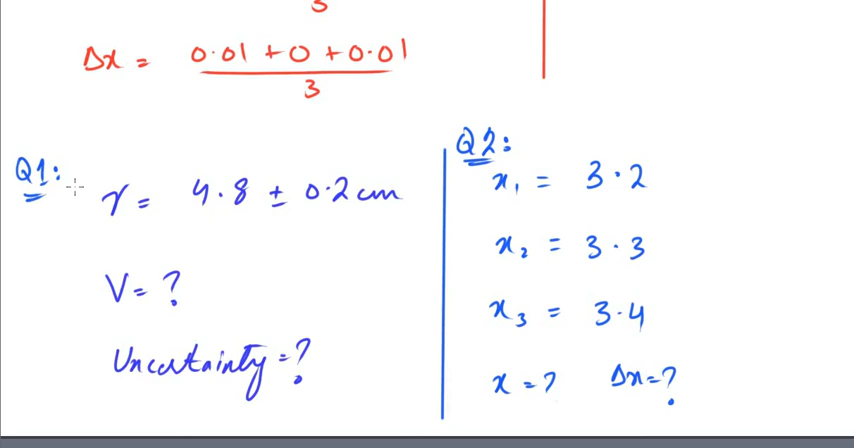 3
Δx = 0.01 + 0 + 0.01
3
Q1:
r = 4.8 ± 0.2 cm
V = ?
Uncertainty = ?
Q2:
x₁ = 3.2
x₂ = 3.3
x₃ = 3.4
x = ? Δx = ?